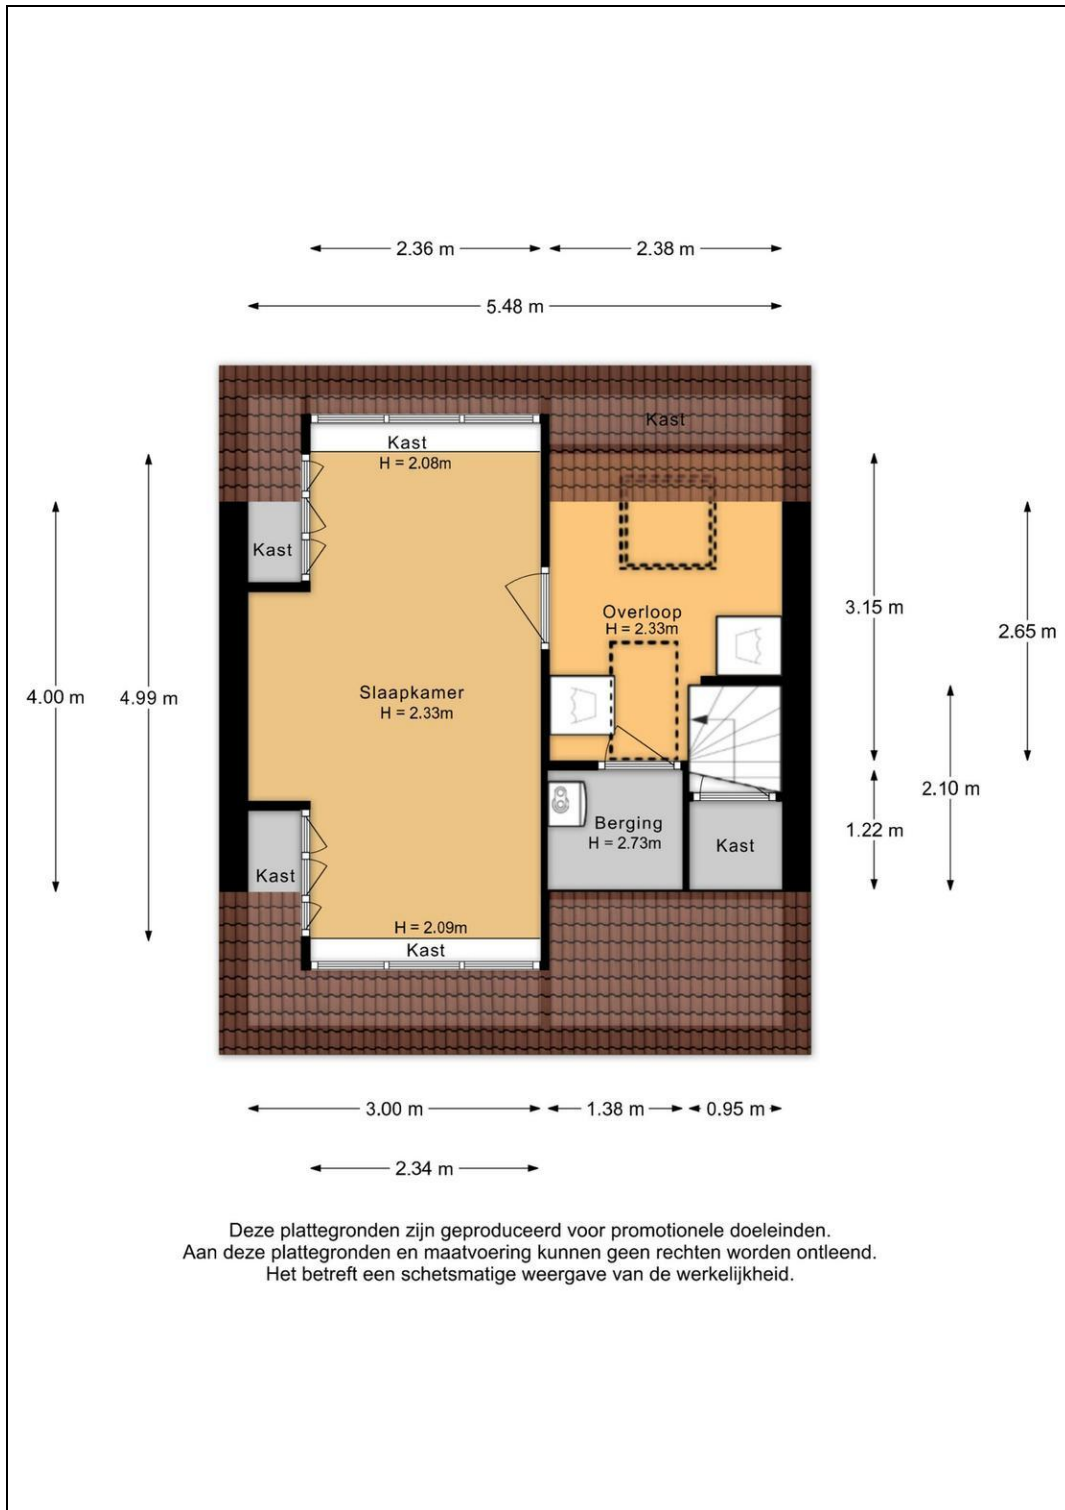 2.36 m
2.38 m
5.48 m
Kast
Kast
H = 2.08m
Kast
Overloop
H = 2.33m
3.15 m
2.65 m
4.00 m
4.99 m
Slaapkamer
H = 2.33m
2.10 m
Berging
H = 2.73m
1.22 m
Kast
Kast
H = 2.09m
Kast
3.00 m
1.38 m
0.95 m
2.34 m
Deze plattegronden zijn geproduceerd voor promotionele doeleinden.
Aan deze plattegronden en maatvoering kunnen geen rechten worden ontleend.
Het betreft een schetsmatige weergave van de werkelijkheid.